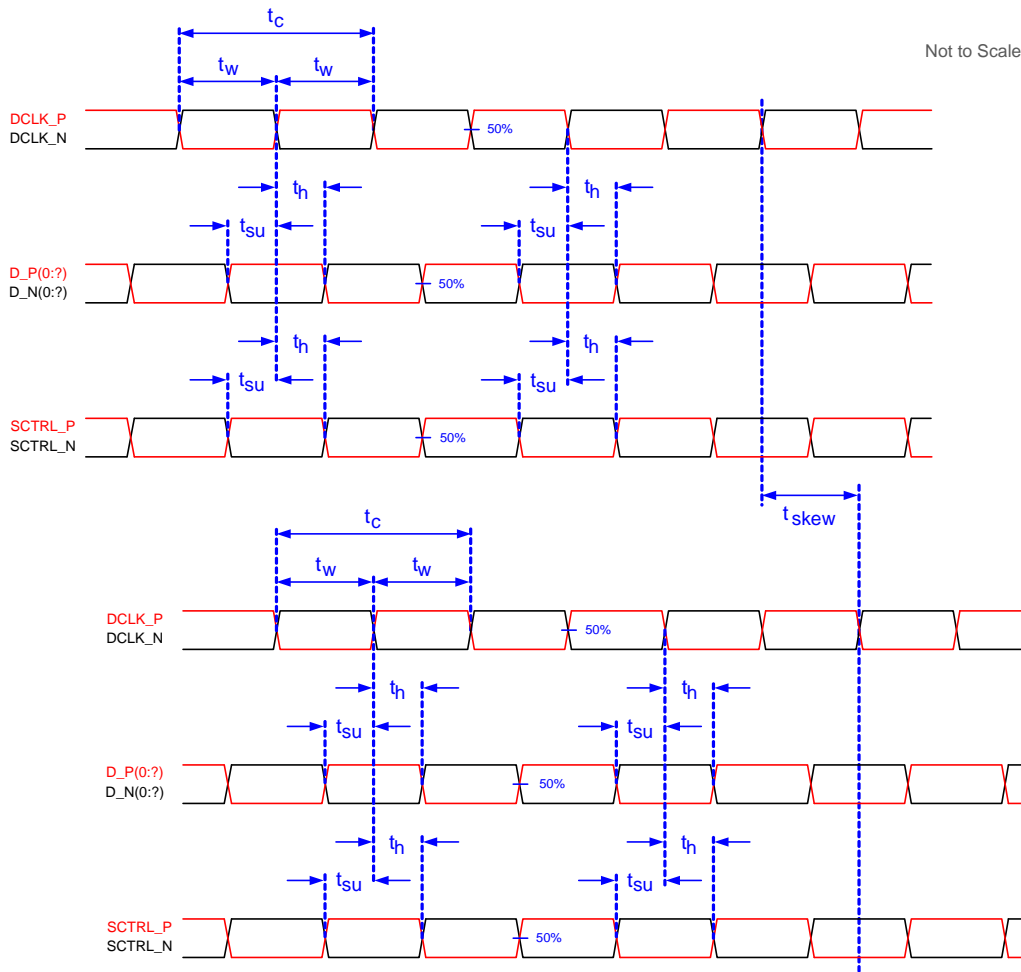 tc
Not to Scale
tw tw
DCLK_P
DCLK_N
50%
th th
tsu tsu
D_P(0:?)
D_N(0:?)
50%
th th
tsu tsu
SCTRL_P
SCTRL_N
50%
tskew
tc
tw tw
DCLK_P
DCLK_N
50%
th th
tsu tsu
D_P(0:?)
D_N(0:?)
50%
th th
tsu tsu
SCTRL_P
SCTRL_N
50%